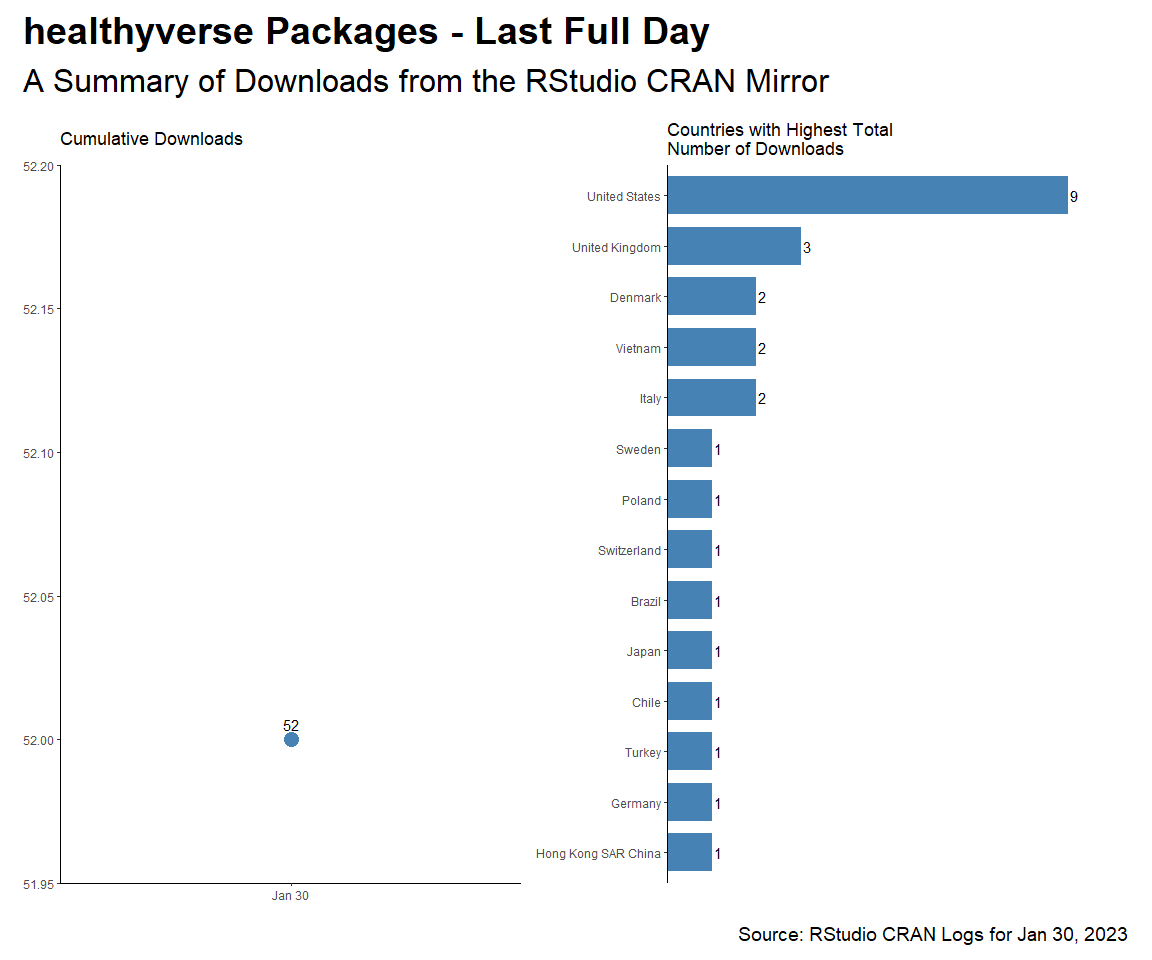 healthyverse Packages - Last Full Day
A Summary of Downloads from the RStudio CRAN Mirror
Cumulative Downloads
52.20
52.15
52.10
52.05
52.00
51.95
52
Jan 30
Countries with Highest Total
Number of Downloads
United States 9
United Kingdom 3
Denmark 2
Vietnam 2
Italy 2
Sweden 1
Poland 1
Switzerland 1
Brazil 1
Japan 1
Chile 1
Turkey 1
Germany 1
Hong Kong SAR China 1
Source: RStudio CRAN Logs for Jan 30, 2023